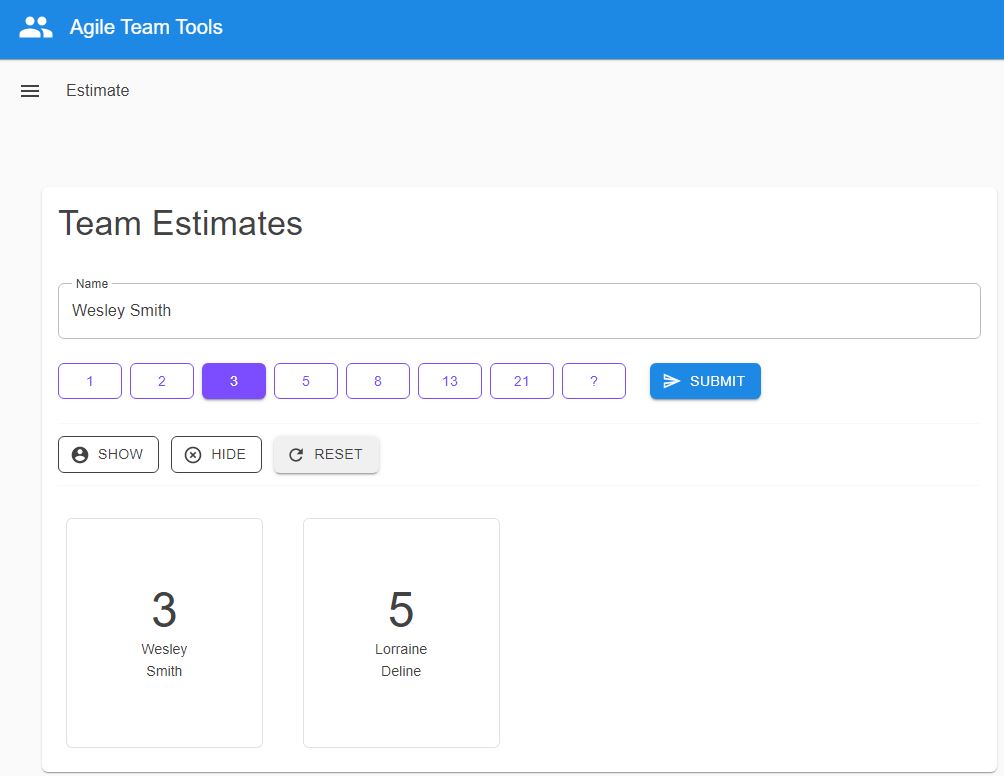 Agile Team Tools
Estimate
Team Estimates
Name
Wesley Smith
1 2 3 5 8 13 21 ? SUBMIT
SHOW HIDE RESET
3
Wesley
Smith
5
Lorraine
Deline